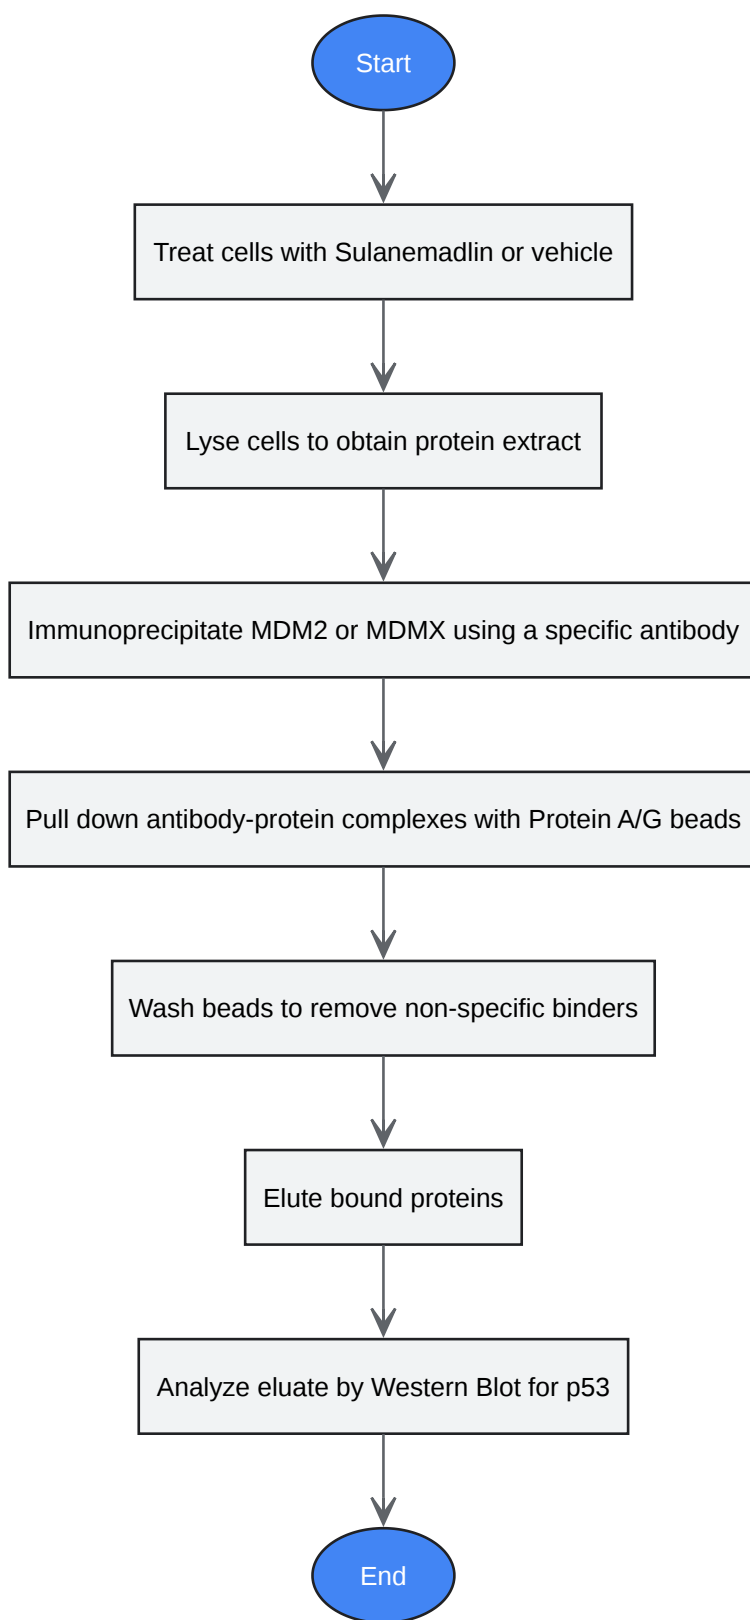 Start
Treat cells with Sulanemadlin or vehicle
Lyse cells to obtain protein extract
Immunoprecipitate MDM2 or MDMX using a specific antibody
Pull down antibody-protein complexes with Protein A/G beads
Wash beads to remove non-specific binders
Elute bound proteins
Analyze eluate by Western Blot for p53
End